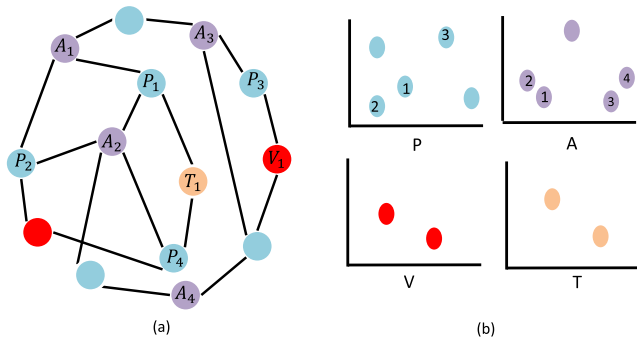 A₁
A₃
P₁
P₃
A₂
P₂
V₁
T₁
P₄
A₄
(a)
3
1
2
P
4
2
1
3
A
V
T
(b)